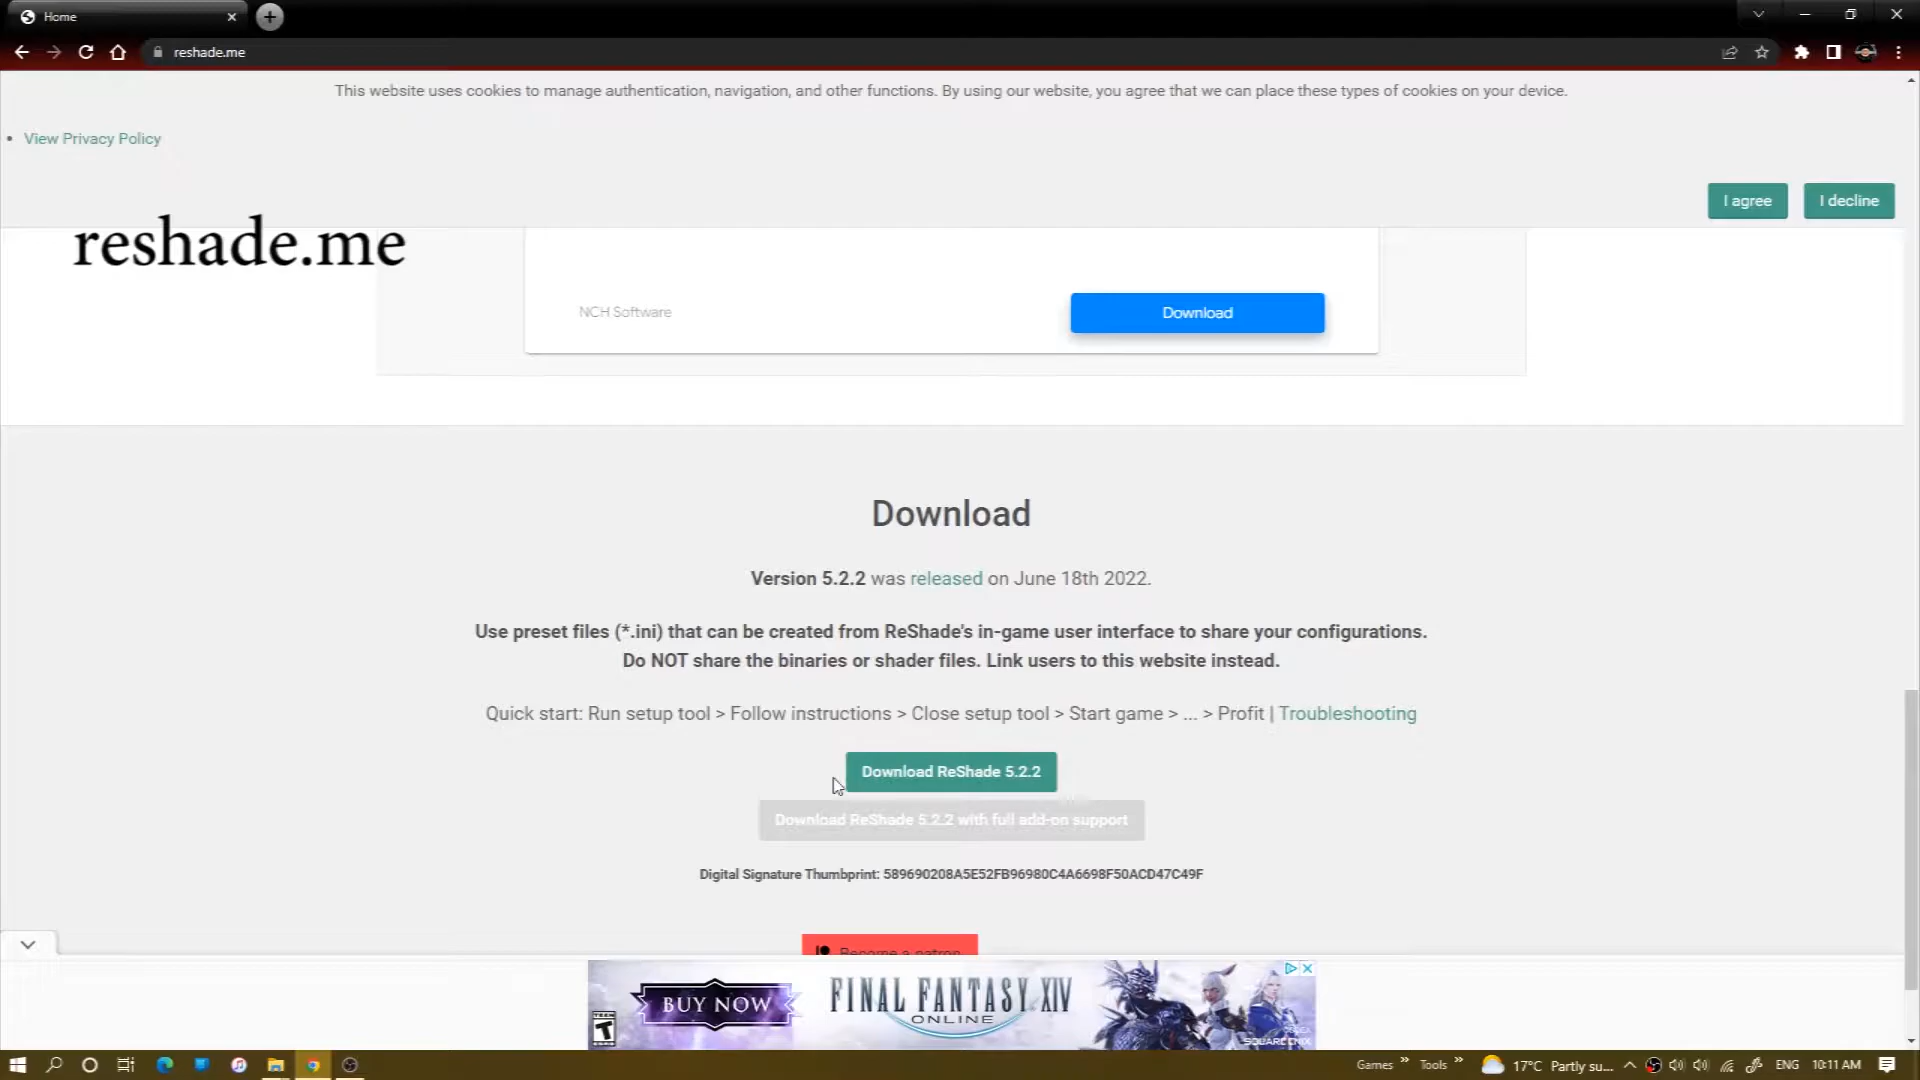 Home
reshade.me
This website uses cookies to manage authentication, navigation, and other functions. By using our website, you agree that we can place these types of cookies on your device.
View Privacy Policy
I agree
I decline
reshade.me
NCH Software
Download
Download
Version 5.2.2 was released on June 18th 2022.
Use preset files (*.ini) that can be created from ReShade's in-game user interface to share your configurations.
Do NOT share the binaries or shader files. Link users to this website instead.
Quick start: Run setup tool > Follow instructions > Close setup tool > Start game > ... > Profit | Troubleshooting
Download ReShade 5.2.2
Download ReShade 5.2.2 with full add-on support
Digital Signature Thumbprint: 589690208A5E52FB96980C4A6698F50ACD47C49F
Become a patron
BUY NOW
FINAL FANTASY XIV
ONLINE
TEEN
T
SQUARE ENIX
Games
Tools
17°C Partly su...
ENG
10:11 AM